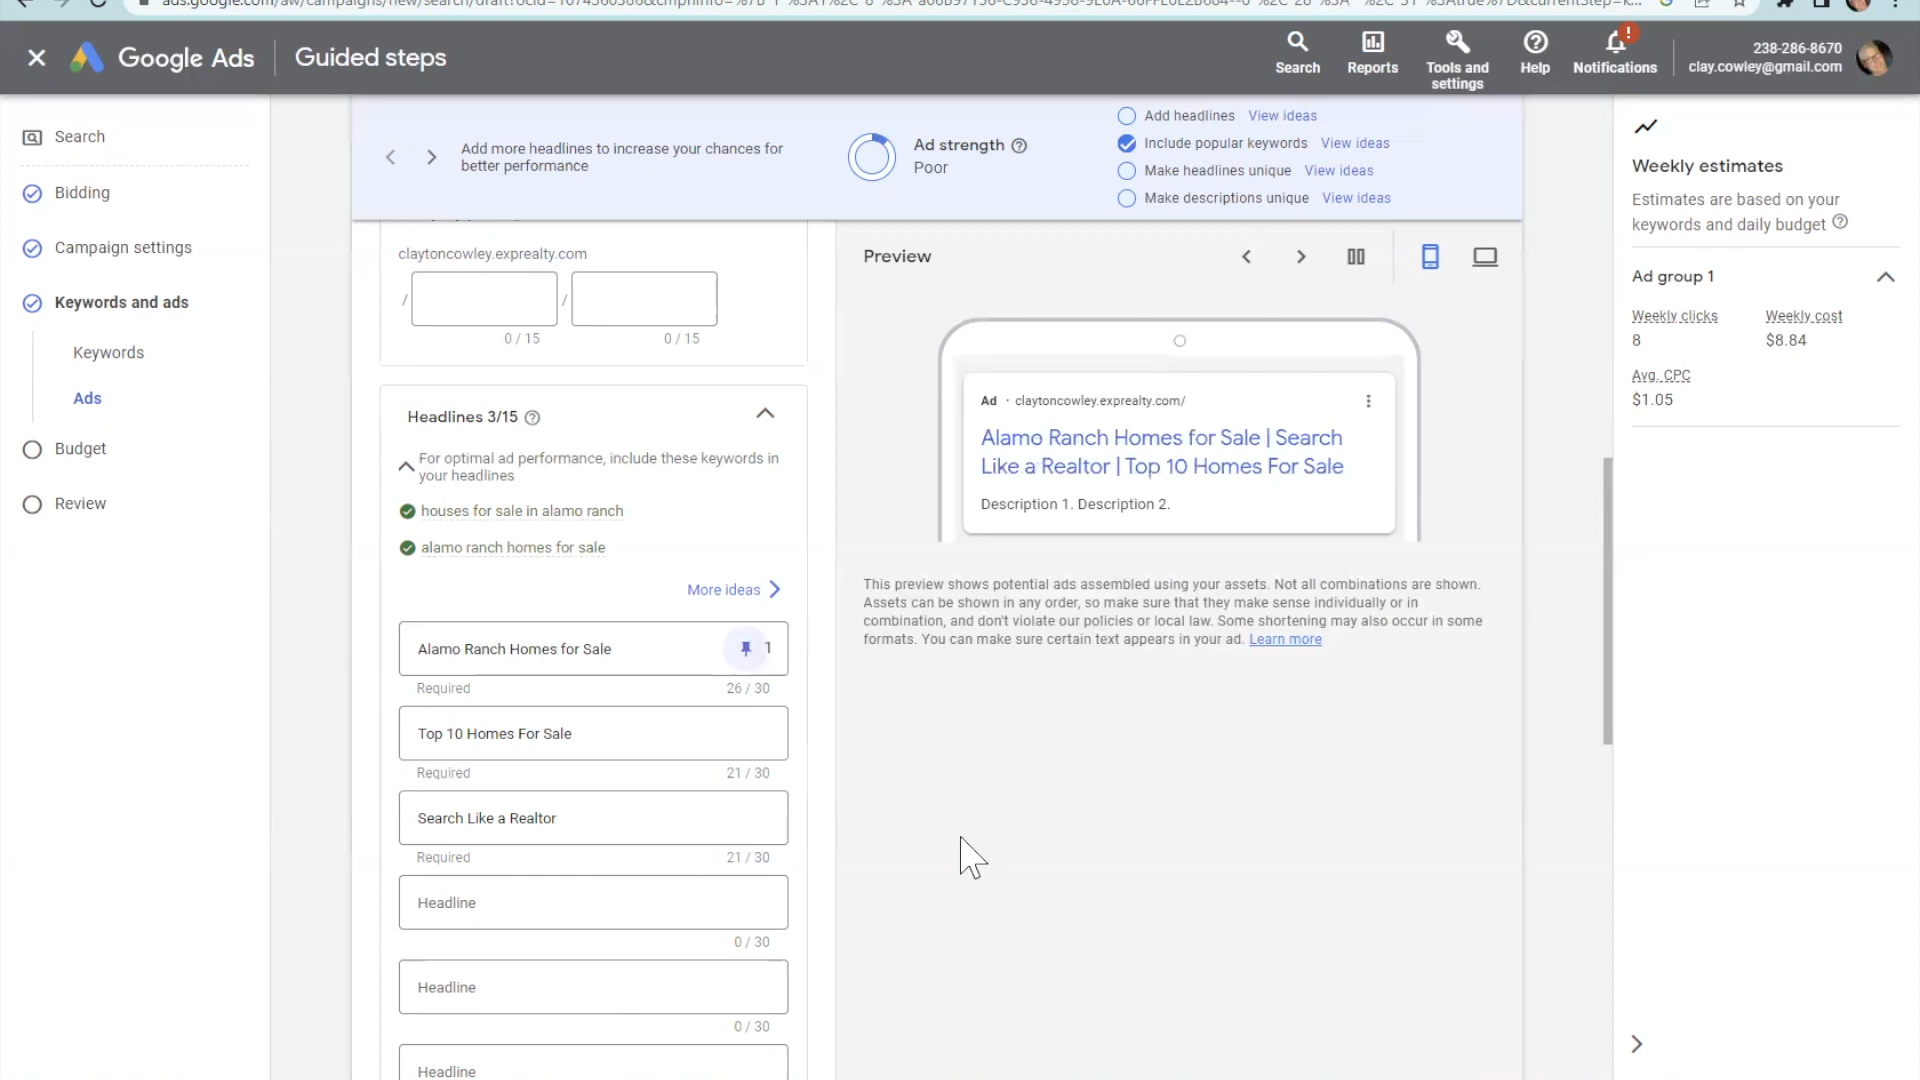 Google Ads
Guided steps
Search
Reports
Tools and
settings
Help
Notifications
!
238-286-8670
clay.cowley@gmail.com
Search
Bidding
Campaign settings
Keywords and ads
Keywords
Ads
Budget
Review
Add more headlines to increase your chances for
better performance
Ad strength
Poor
Add headlines View ideas
Include popular keywords View ideas
Make headlines unique View ideas
Make descriptions unique View ideas
claytoncowley.exprealty.com
/
/
0 / 15
0 / 15
Headlines 3/15
For optimal ad performance, include these keywords in
your headlines
houses for sale in alamo ranch
alamo ranch homes for sale
More ideas
Alamo Ranch Homes for Sale
1
Required
26 / 30
Top 10 Homes For Sale
Required
21 / 30
Search Like a Realtor
Required
21 / 30
Headline
0 / 30
Headline
0 / 30
Headline
Preview
Ad · claytoncowley.exprealty.com/
Alamo Ranch Homes for Sale | Search
Like a Realtor | Top 10 Homes For Sale
Description 1. Description 2.
This preview shows potential ads assembled using your assets. Not all combinations are shown.
Assets can be shown in any order, so make sure that they make sense individually or in
combination, and don't violate our policies or local law. Some shortening may also occur in some
formats. You can make sure certain text appears in your ad. Learn more
Weekly estimates
Estimates are based on your
keywords and daily budget
Ad group 1
Weekly clicks
8
Weekly cost
$8.84
Avg. CPC
$1.05